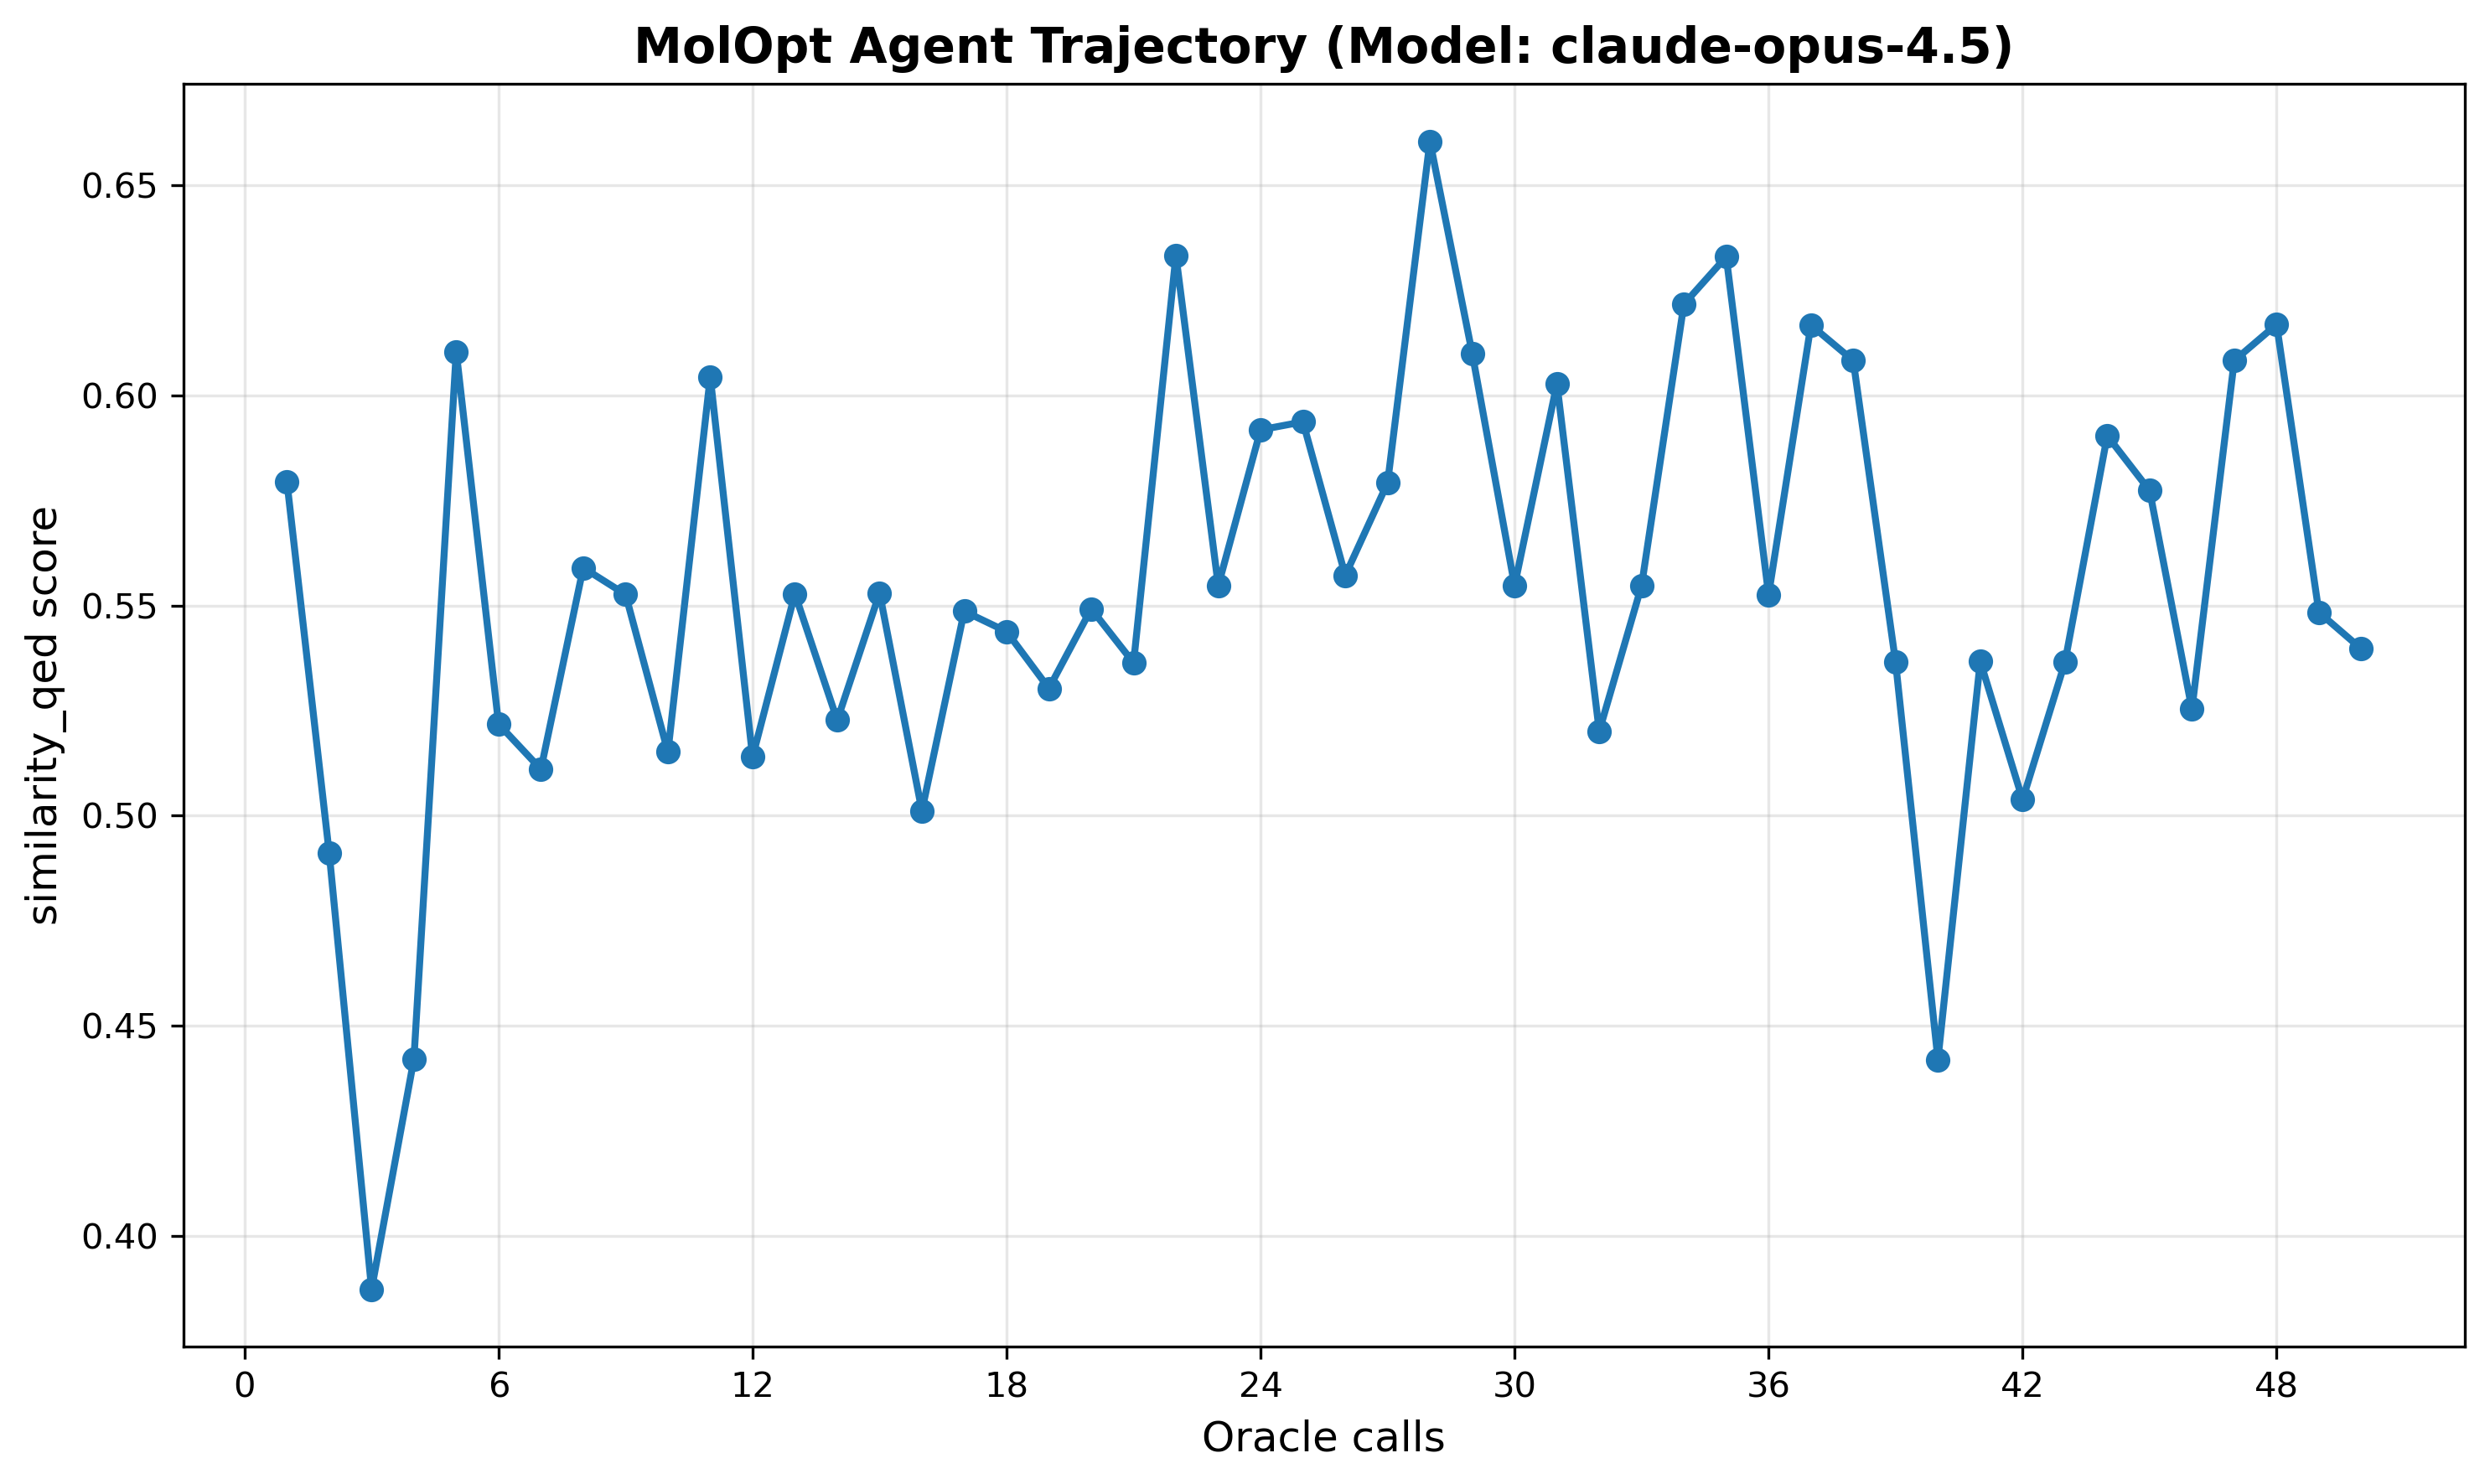 MolOpt Agent Trajectory (Model: claude-opus-4.5)
similarity_qed score
0.65
0.60
0.55
0.50
0.45
0.40
0 6 12 18 24 30 36 42 48
Oracle calls